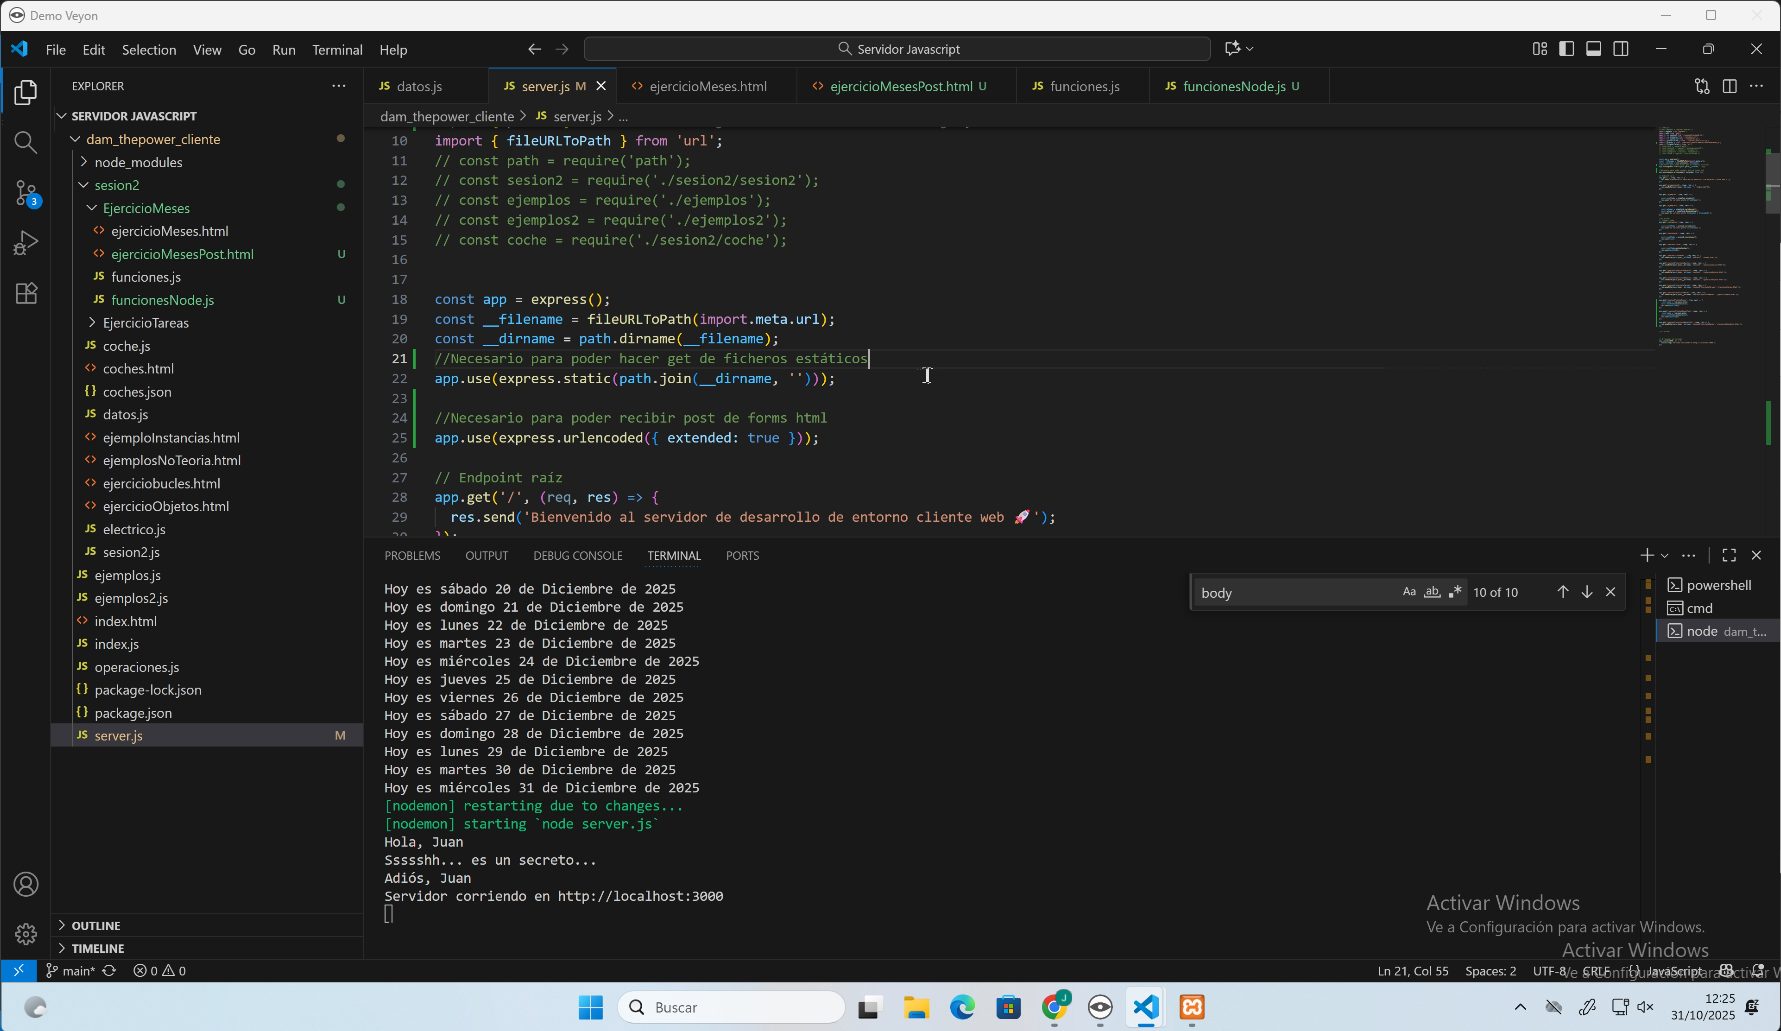 Demo Veyon
File Edit Selection View Go Run Terminal Help
Servidor Javascript
EXPLORER
SERVIDOR JAVASCRIPT
dam_thepower_cliente
node_modules
sesion2
EjercicioMeses
ejercicioMeses.html
ejercicioMesesPost.html U
funciones.js
funcionesNode.js U
EjercicioTareas
coche.js
coches.html
coches.json
datos.js
ejemploInstancias.html
ejemplosNoTeoria.html
ejerciciobucles.html
ejercicioObjetos.html
electrico.js
sesion2.js
ejemplos.js
ejemplos2.js
index.html
index.js
operaciones.js
package-lock.json
package.json
server.js M
OUTLINE
TIMELINE
3
datos.js
server.js M
ejercicioMeses.html
ejercicioMesesPost.html U
funciones.js
funcionesNode.js U
dam_thepower_cliente > server.js > ...
10 import { fileURLToPath } from 'url';
11 // const path = require('path');
12 // const sesion2 = require('./sesion2/sesion2');
13 // const ejemplos = require('./ejemplos');
14 // const ejemplos2 = require('./ejemplos2');
15 // const coche = require('./sesion2/coche');
16
17
18 const app = express();
19 const __filename = fileURLToPath(import.meta.url);
20 const __dirname = path.dirname(__filename);
21 //Necesario para poder hacer get de ficheros estáticos
22 app.use(express.static(path.join(__dirname, '')));
23
24 //Necesario para poder recibir post de forms html
25 app.use(express.urlencoded({ extended: true }));
26
27 // Endpoint raíz
28 app.get('/', (req, res) => {
29 res.send('Bienvenido al servidor de desarrollo de entorno cliente web 🚀');
30 });
PROBLEMS OUTPUT DEBUG CONSOLE TERMINAL PORTS
Hoy es sábado 20 de Diciembre de 2025
Hoy es domingo 21 de Diciembre de 2025
Hoy es lunes 22 de Diciembre de 2025
Hoy es martes 23 de Diciembre de 2025
Hoy es miércoles 24 de Diciembre de 2025
Hoy es jueves 25 de Diciembre de 2025
Hoy es viernes 26 de Diciembre de 2025
Hoy es sábado 27 de Diciembre de 2025
Hoy es domingo 28 de Diciembre de 2025
Hoy es lunes 29 de Diciembre de 2025
Hoy es martes 30 de Diciembre de 2025
Hoy es miércoles 31 de Diciembre de 2025
[nodemon] restarting due to changes...
[nodemon] starting `node server.js`
Hola, Juan
Ssssshh... es un secreto...
Adiós, Juan
Servidor corriendo en http://localhost:3000
body Aa ab 10 of 10
powershell
cmd
node dam_t...
Activar Windows
Ve a Configuración para activar Windows.
Activar Windows
main* 0 0
Ln 21, Col 55 Spaces: 2 UTF-8 CRLF {} JavaScript
Buscar
12:25
31/10/2025